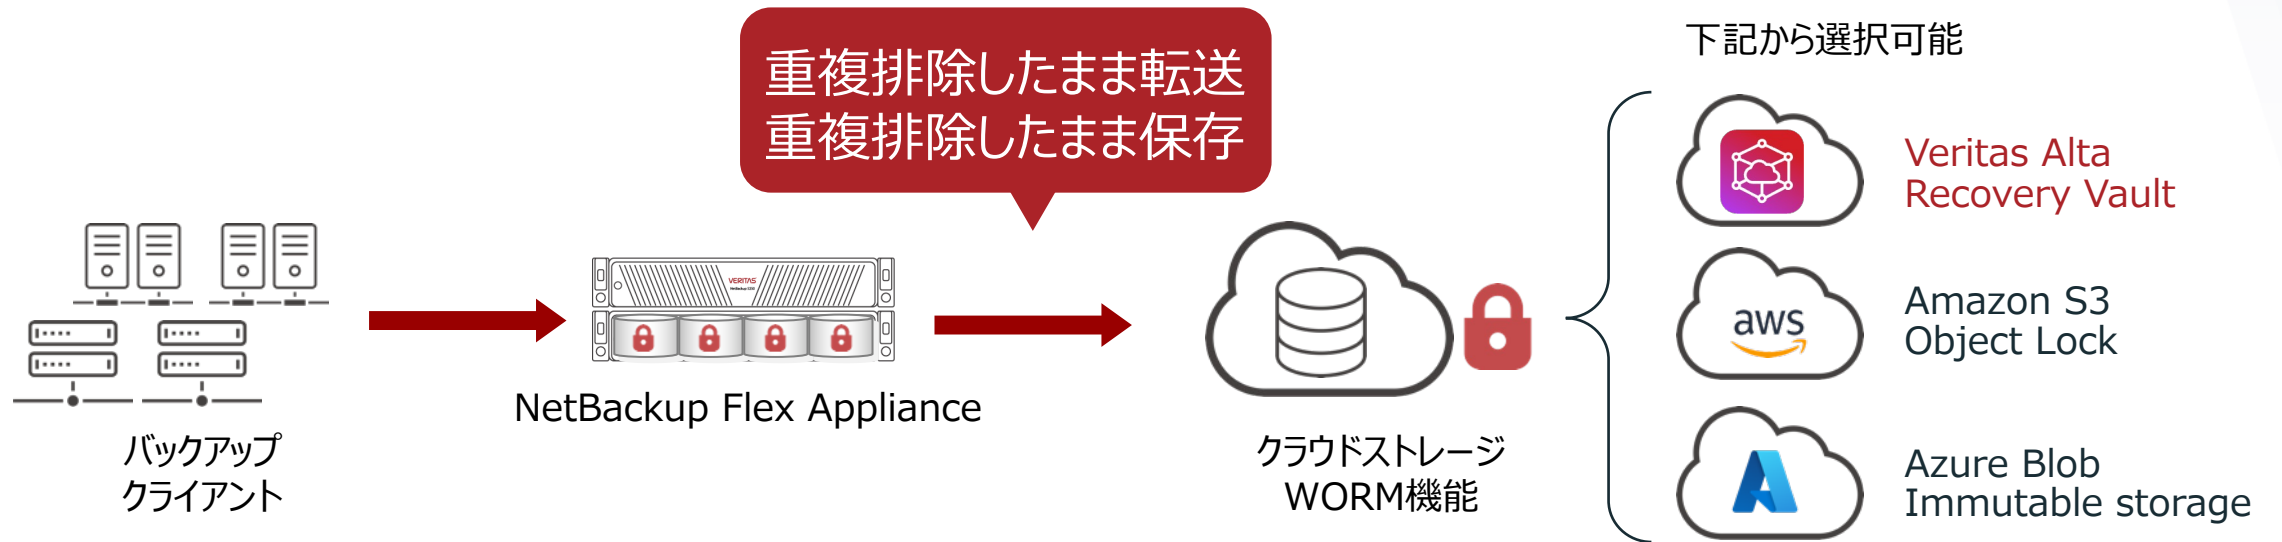 重複排除したまま転送
重複排除したまま保存
下記から選択可能
Veritas Alta
Recovery Vault
VERITAS
aws
Amazon S3
Object Lock
NetBackup Flex Appliance
バックアップ
クライアント
クラウドストレージ
WORM機能
Azure Blob
Immutable storage